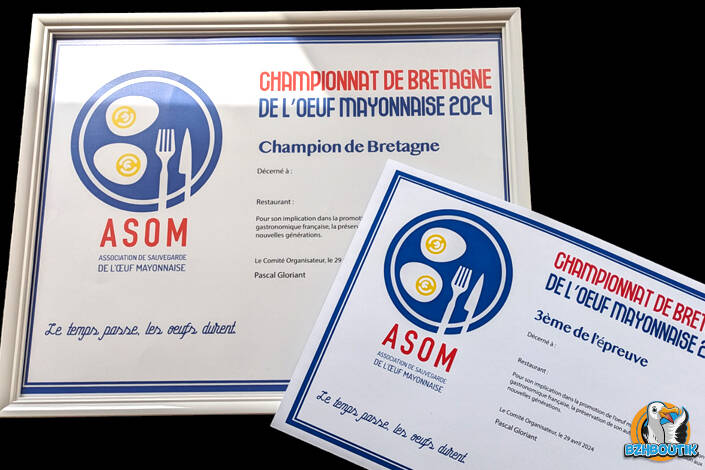 CHAMPIONNAT DE BRETAGNE
DE L'OEUF MAYONNAISE 2024
Champion de Bretagne
Décerné à :
Restaurant :
Pour son implication dans la promotion
gastronomique française, la préservation
nouvelles générations.
Le Comité Organisateur, le 29
Pascal Gloriant
ASOM
ASSOCIATION DE SAUVEGARDE
DE L'ŒUF MAYONNAISE
Le temps passe, les oeufs durent.
CHAMPIONNAT DE BRET
DE L'OEUF MAYONNAISE 2
3ème de l'épreuve
Décerné à :
Restaurant :
Pour son implication dans la promotion de l'oeuf
gastronomique française, la préservation de son
nouvelles générations.
Le Comité Organisateur, le 29 avril 2024
Pascal Gloriant
ASOM
ASSOCIATION DE SAUVEGARDE
DE L'ŒUF MAYONNAISE
Le temps passe, les oeufs durent.
BZHBOUTIK